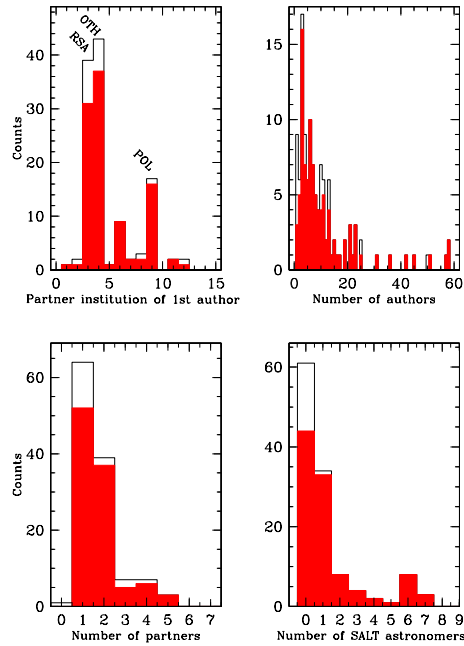 OTH
RSA
POL
Counts
40
30
20
10
0
0 5 10 15
Partner institution of 1st author
15
10
5
0
0 20 40 60
Number of authors
Counts
60
40
20
0
0 1 2 3 4 5 6 7
Number of partners
60
40
20
0
0 1 2 3 4 5 6 7 8 9
Number of SALT astronomers